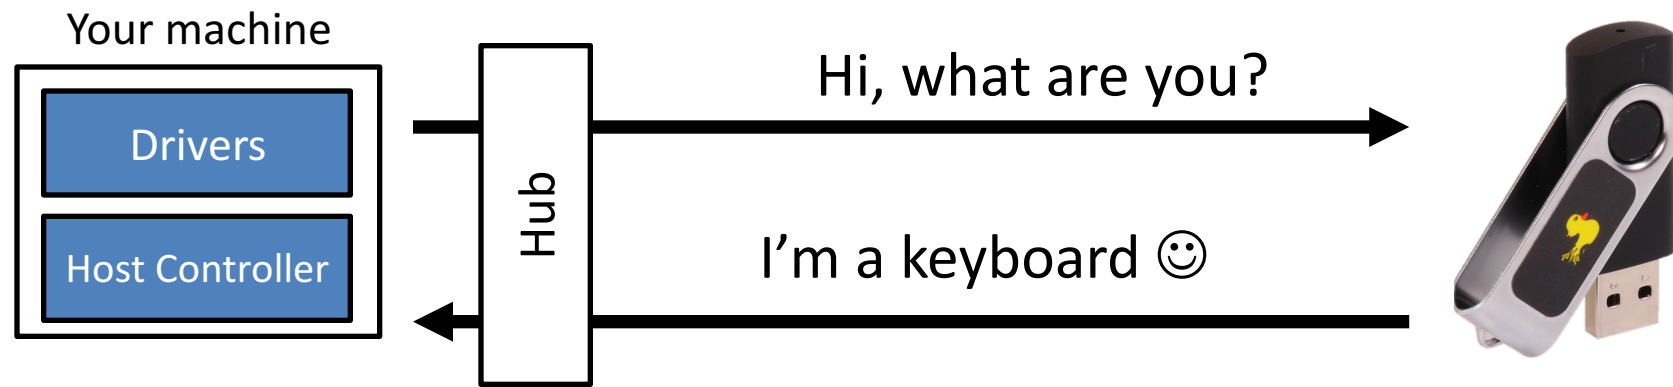 Your machine
Drivers
Host Controller
Hub
Hi, what are you?
I'm a keyboard ☺